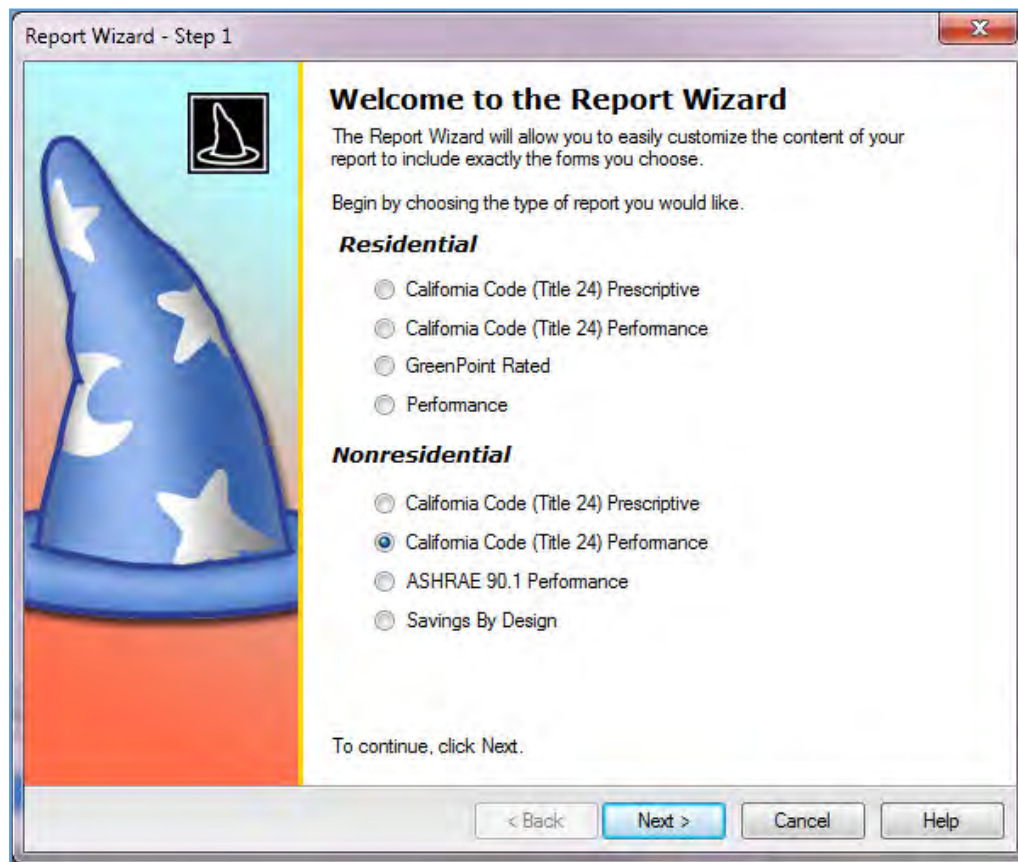 Report Wizard - Step 1
Welcome to the Report Wizard
The Report Wizard will allow you to easily customize the content of your
report to include exactly the forms you choose.
Begin by choosing the type of report you would like.
Residential
California Code (Title 24) Prescriptive
California Code (Title 24) Performance
GreenPoint Rated
Performance
Nonresidential
California Code (Title 24) Prescriptive
California Code (Title 24) Performance
ASHRAE 90.1 Performance
Savings By Design
To continue, click Next.
< Back Next > Cancel Help